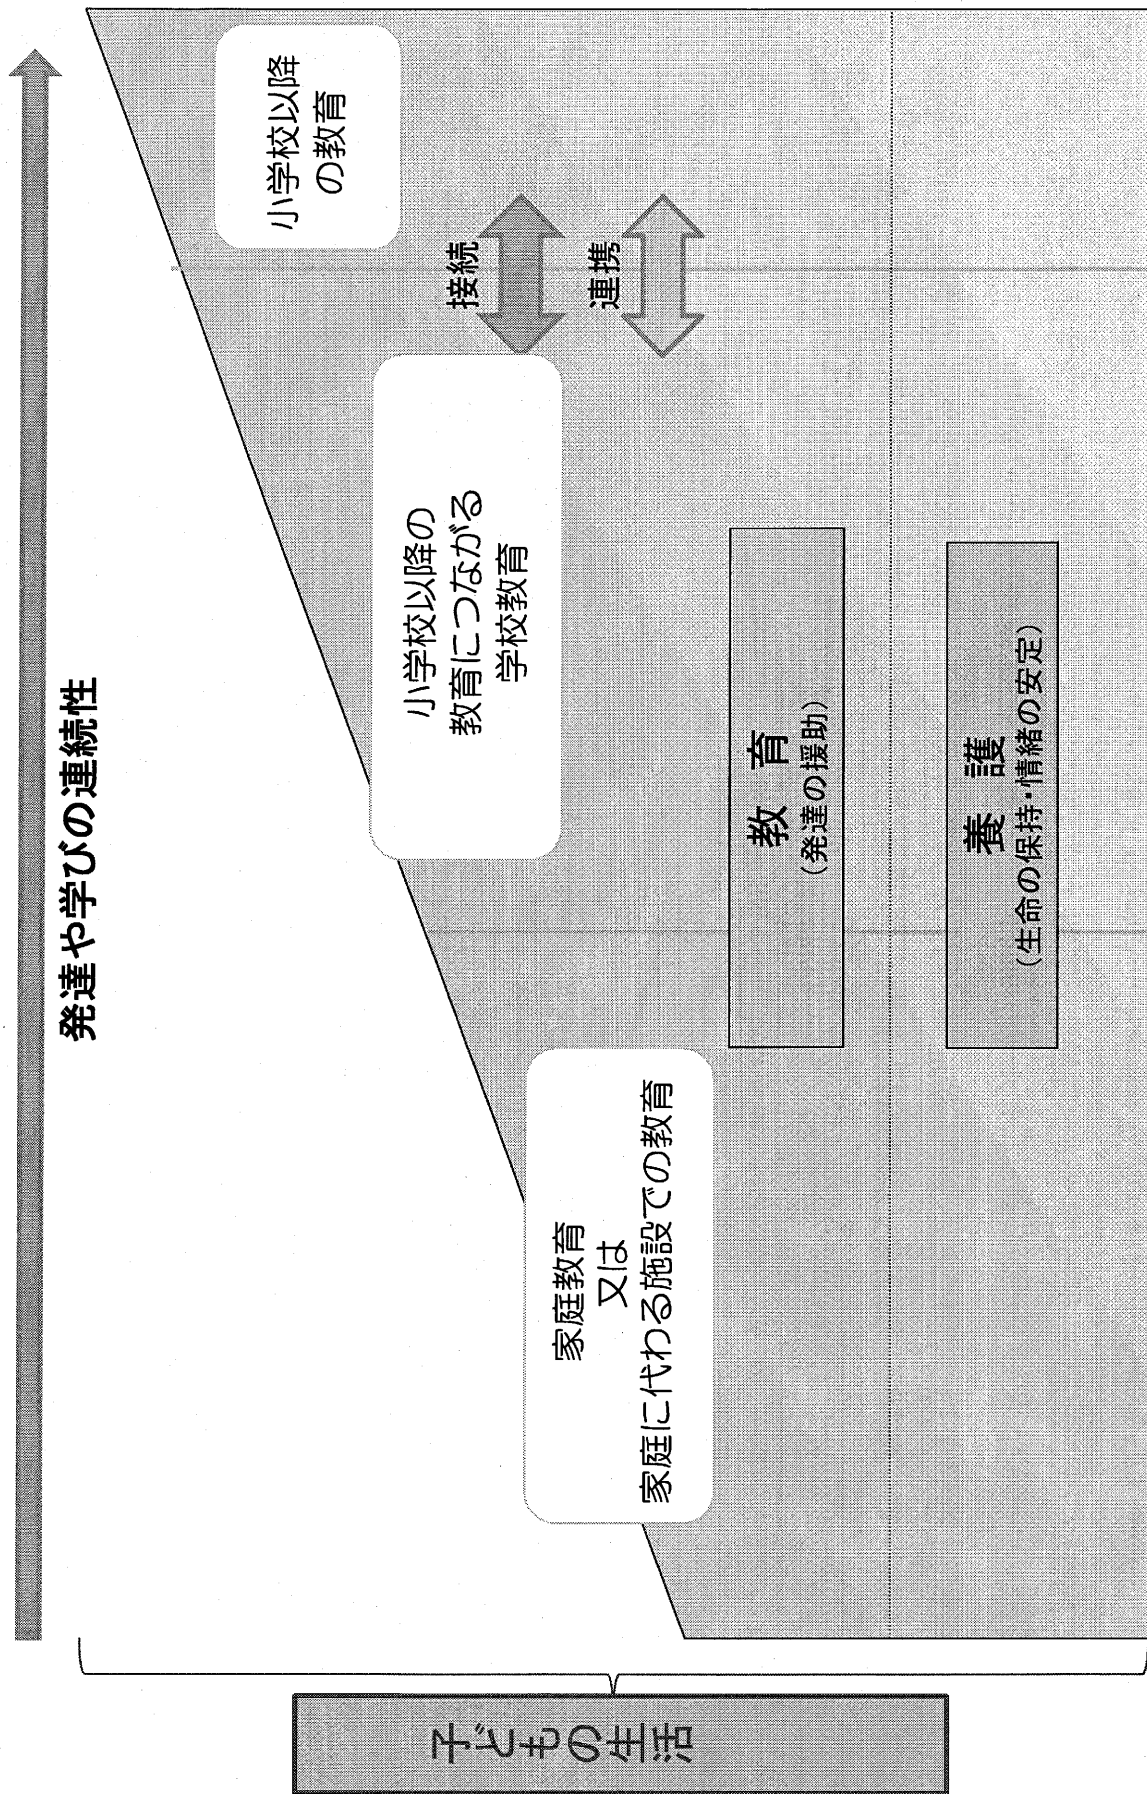 発達や学びの連続性
子どもの生活
家庭教育
又は
家庭に代わる施設での教育
小学校以降の
教育につながる
学校教育
小学校以降
の教育
接続
連携
教育
(発達の援助)
養護
(生命の保持・情緒の安定)